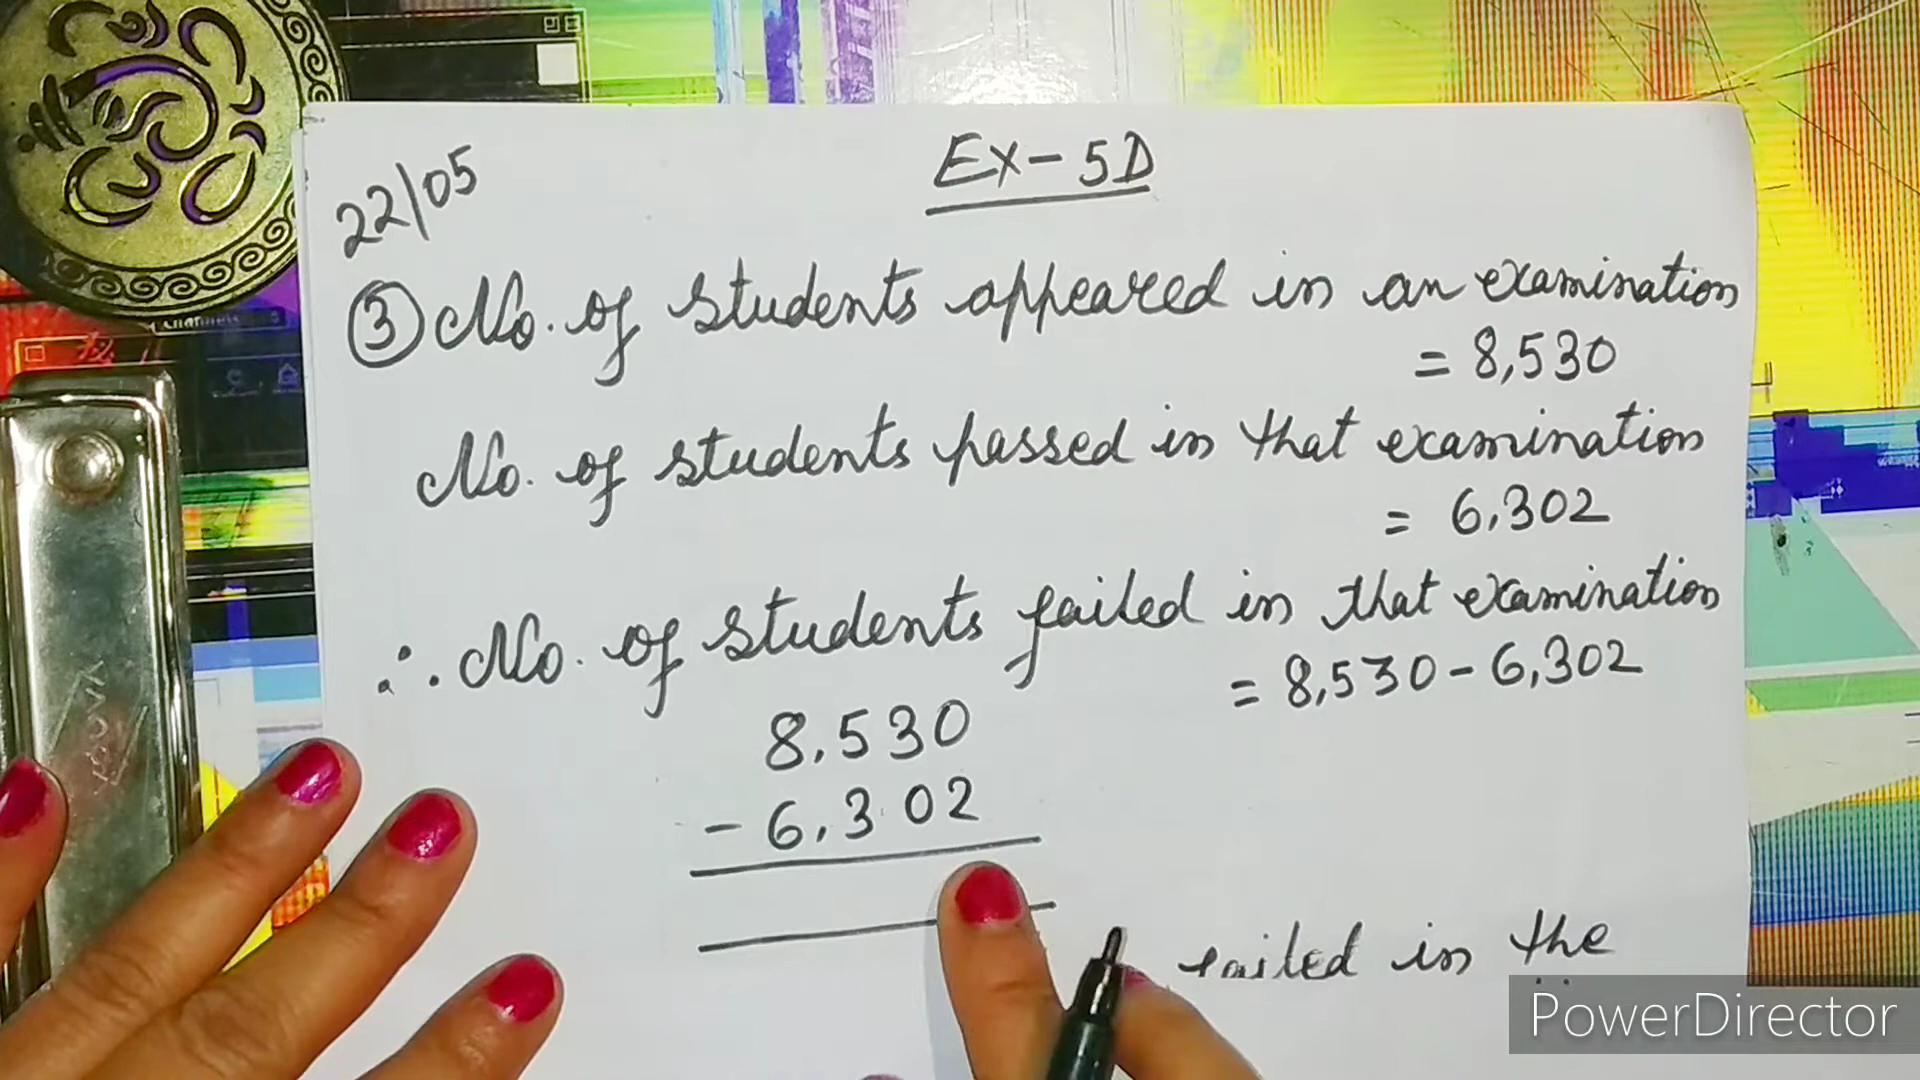 22/05
Ex-5D
③ No. of students appeared in an examination
= 8,530
No. of students passed in that examination
= 6,302
∴ No. of students failed in that examination
= 8,530 - 6,302
8,530
- 6,302
failed in the
PowerDirector